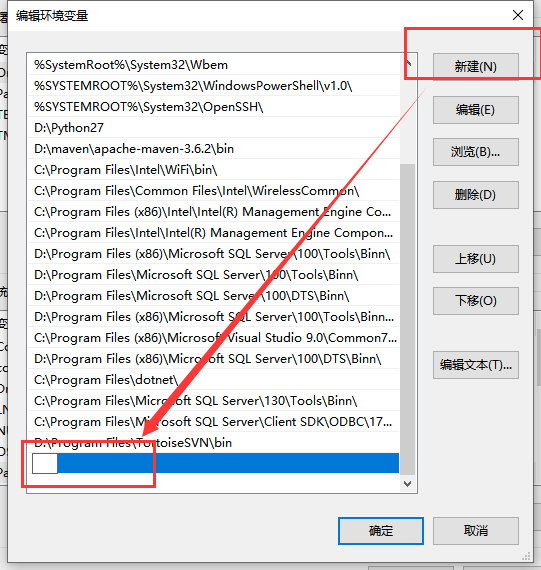 编辑环境变量
%SystemRoot%\System32\Wbem
%SYSTEMROOT%\System32\WindowsPowerShell\v1.0\
%SYSTEMROOT%\System32\OpenSSH\
D:\Python27
D:\maven\apache-maven-3.6.2\bin
C:\Program Files\Intel\WiFi\bin\
C:\Program Files\Common Files\Intel\WirelessCommon\
C:\Program Files (x86)\Intel\Intel(R) Management Engine Co...
C:\Program Files\Intel\Intel(R) Management Engine Compon...
D:\Program Files (x86)\Microsoft SQL Server\100\Tools\Binn\
D:\Program Files\Microsoft SQL Server\100\Tools\Binn\
D:\Program Files\Microsoft SQL Server\100\DTS\Binn\
D:\Program Files (x86)\Microsoft SQL Server\100\Tools\Binn...
C:\Program Files (x86)\Microsoft Visual Studio 9.0\Common7...
D:\Program Files (x86)\Microsoft SQL Server\100\DTS\Binn\
C:\Program Files\dotnet\
C:\Program Files\Microsoft SQL Server\130\Tools\Binn\
C:\Program Files\Microsoft SQL Server\Client SDK\ODBC\17...
D:\Program Files\TortoiseSVN\bin
新建(N)
编辑(E)
浏览(B)...
删除(D)
上移(U)
下移(O)
编辑文本(T)...
确定
取消